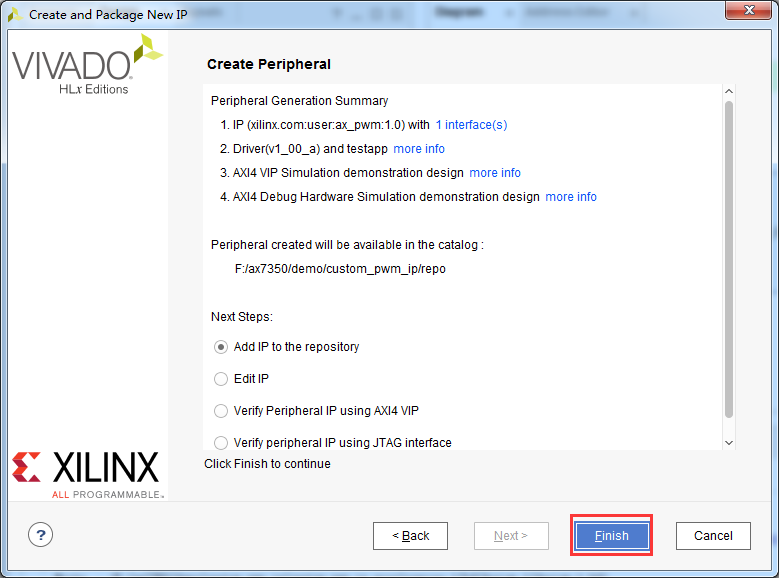 Create and Package New IP
VIVADO
HLx Editions
Create Peripheral
Peripheral Generation Summary
1. IP (xilinx.com:user:ax_pwm:1.0) with 1 interface(s)
2. Driver(v1_00_a) and testapp more info
3. AXI4 VIP Simulation demonstration design more info
4. AXI4 Debug Hardware Simulation demonstration design more info
Peripheral created will be available in the catalog :
F:/ax7350/demo/custom_pwm_ip/repo
Next Steps:
Add IP to the repository
Edit IP
Verify Peripheral IP using AXI4 VIP
Verify peripheral IP using JTAG interface
Click Finish to continue
XILINX
ALL PROGRAMMABLE™
?
< Back
Next >
Finish
Cancel